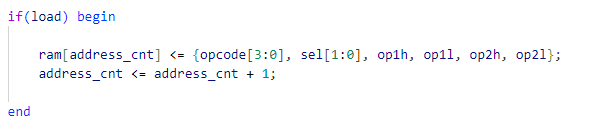 if(load) begin
ram[address_cnt] <= {opcode[3:0], sel[1:0], op1h, op1l, op2h, op2l};
address_cnt <= address_cnt + 1;
end